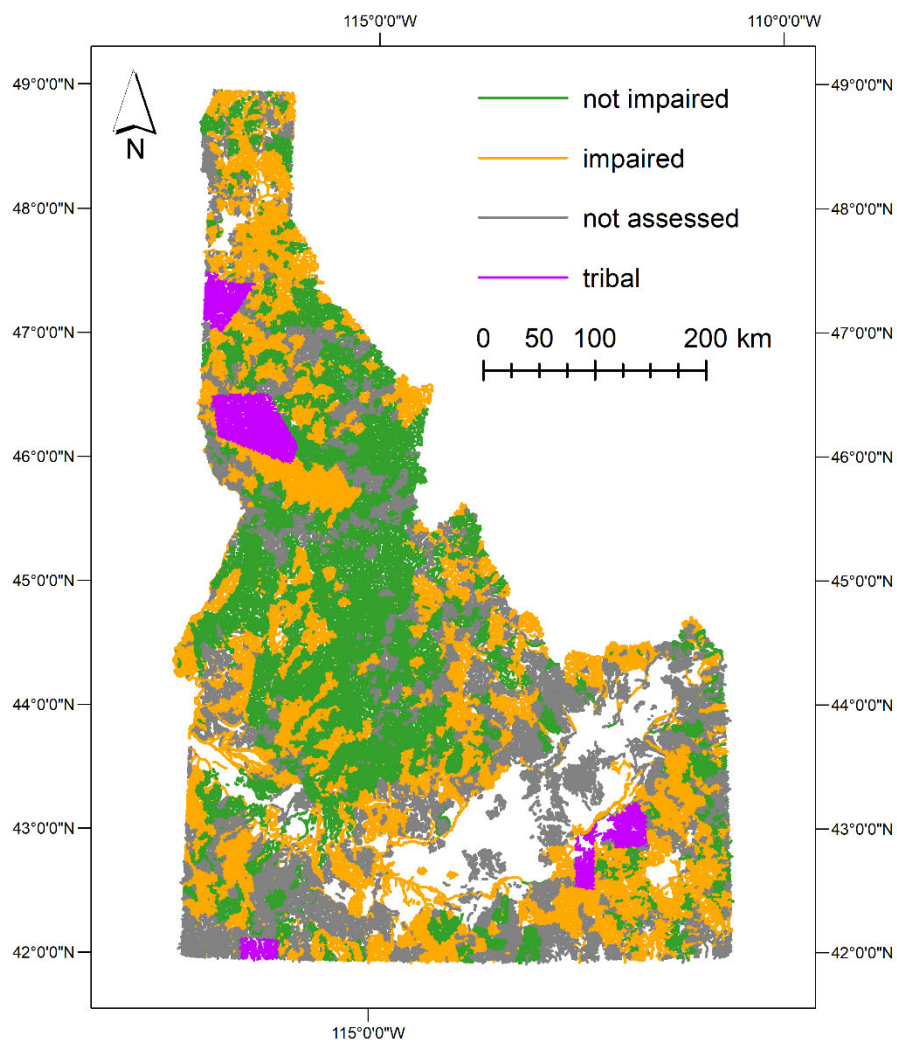 115°0'0"W 110°0'0"W
49°0'0"N 49°0'0"N
not impaired
N
impaired
48°0'0"N 48°0'0"N
not assessed
tribal
47°0'0"N 47°0'0"N
0 50 100 200 km
46°0'0"N 46°0'0"N
45°0'0"N 45°0'0"N
44°0'0"N 44°0'0"N
43°0'0"N 43°0'0"N
42°0'0"N 42°0'0"N
115°0'0"W